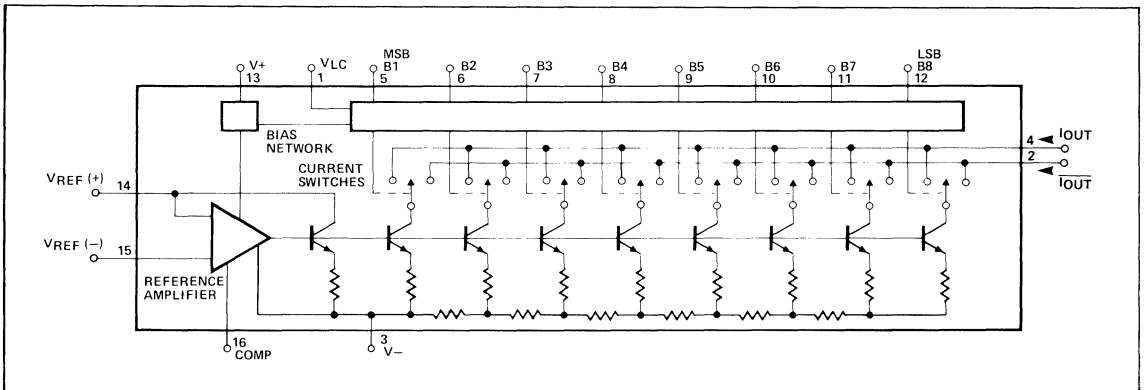 V+
13
VLC
1
MSB
B1
5
B2
6
B3
7
B4
8
B5
9
B6
10
B7
11
LSB
B8
12
BIAS
NETWORK
CURRENT
SWITCHES
4 IOUT
2 IOUT
VREF (+) 14
VREF (−) 15
REFERENCE
AMPLIFIER
16
COMP
3
V−